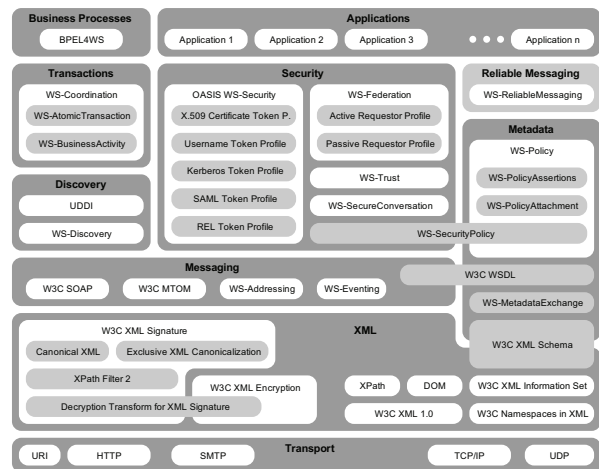 Business Processes
BPEL4WS
Applications
Application 1
Application 2
Application 3
Application n
Transactions
WS-Coordination
WS-AtomicTransaction
WS-BusinessActivity
Discovery
UDDI
WS-Discovery
Security
OASIS WS-Security
X.509 Certificate Token P.
Username Token Profile
Kerberos Token Profile
SAML Token Profile
REL Token Profile
WS-Federation
Active Requestor Profile
Passive Requestor Profile
WS-Trust
WS-SecureConversation
WS-SecurityPolicy
Reliable Messaging
WS-ReliableMessaging
Metadata
WS-Policy
WS-PolicyAssertions
WS-PolicyAttachment
W3C WSDL
WS-MetadataExchange
W3C XML Schema
Messaging
W3C SOAP
W3C MTOM
WS-Addressing
WS-Eventing
XML
W3C XML Signature
Canonical XML
Exclusive XML Canonicalization
XPath Filter 2
W3C XML Encryption
Decryption Transform for XML Signature
XPath
DOM
W3C XML Information Set
W3C XML 1.0
W3C Namespaces in XML
Transport
URI
HTTP
SMTP
TCP/IP
UDP